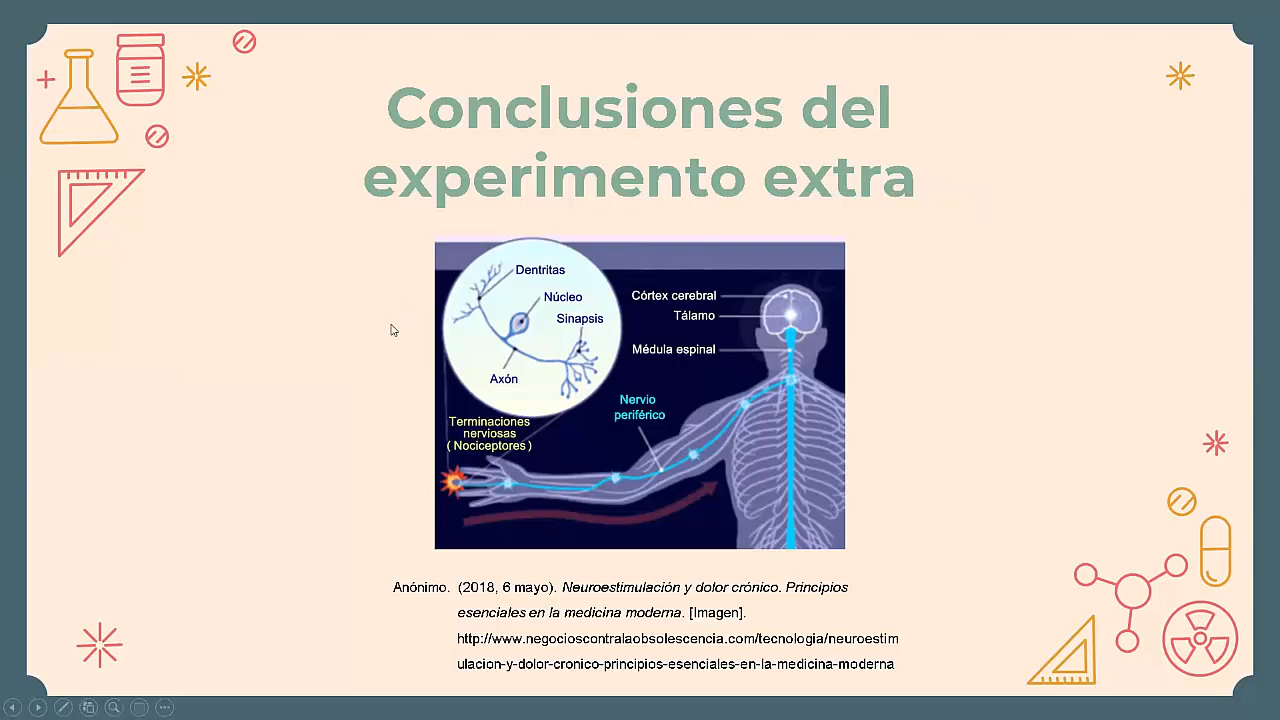 Conclusiones del
experimento extra
Dentritas
Núcleo
Sinapsis
Axón
Córtex cerebral
Tálamo
Médula espinal
Nervio
periférico
Terminaciones
nerviosas
( Nociceptores )
Anónimo. (2018, 6 mayo). Neuroestimulación y dolor crónico. Principios
esenciales en la medicina moderna. [Imagen].
http://www.negocioscontralaobsolescencia.com/tecnologia/neuroestim
ulacion-y-dolor-cronico-principios-esenciales-en-la-medicina-moderna